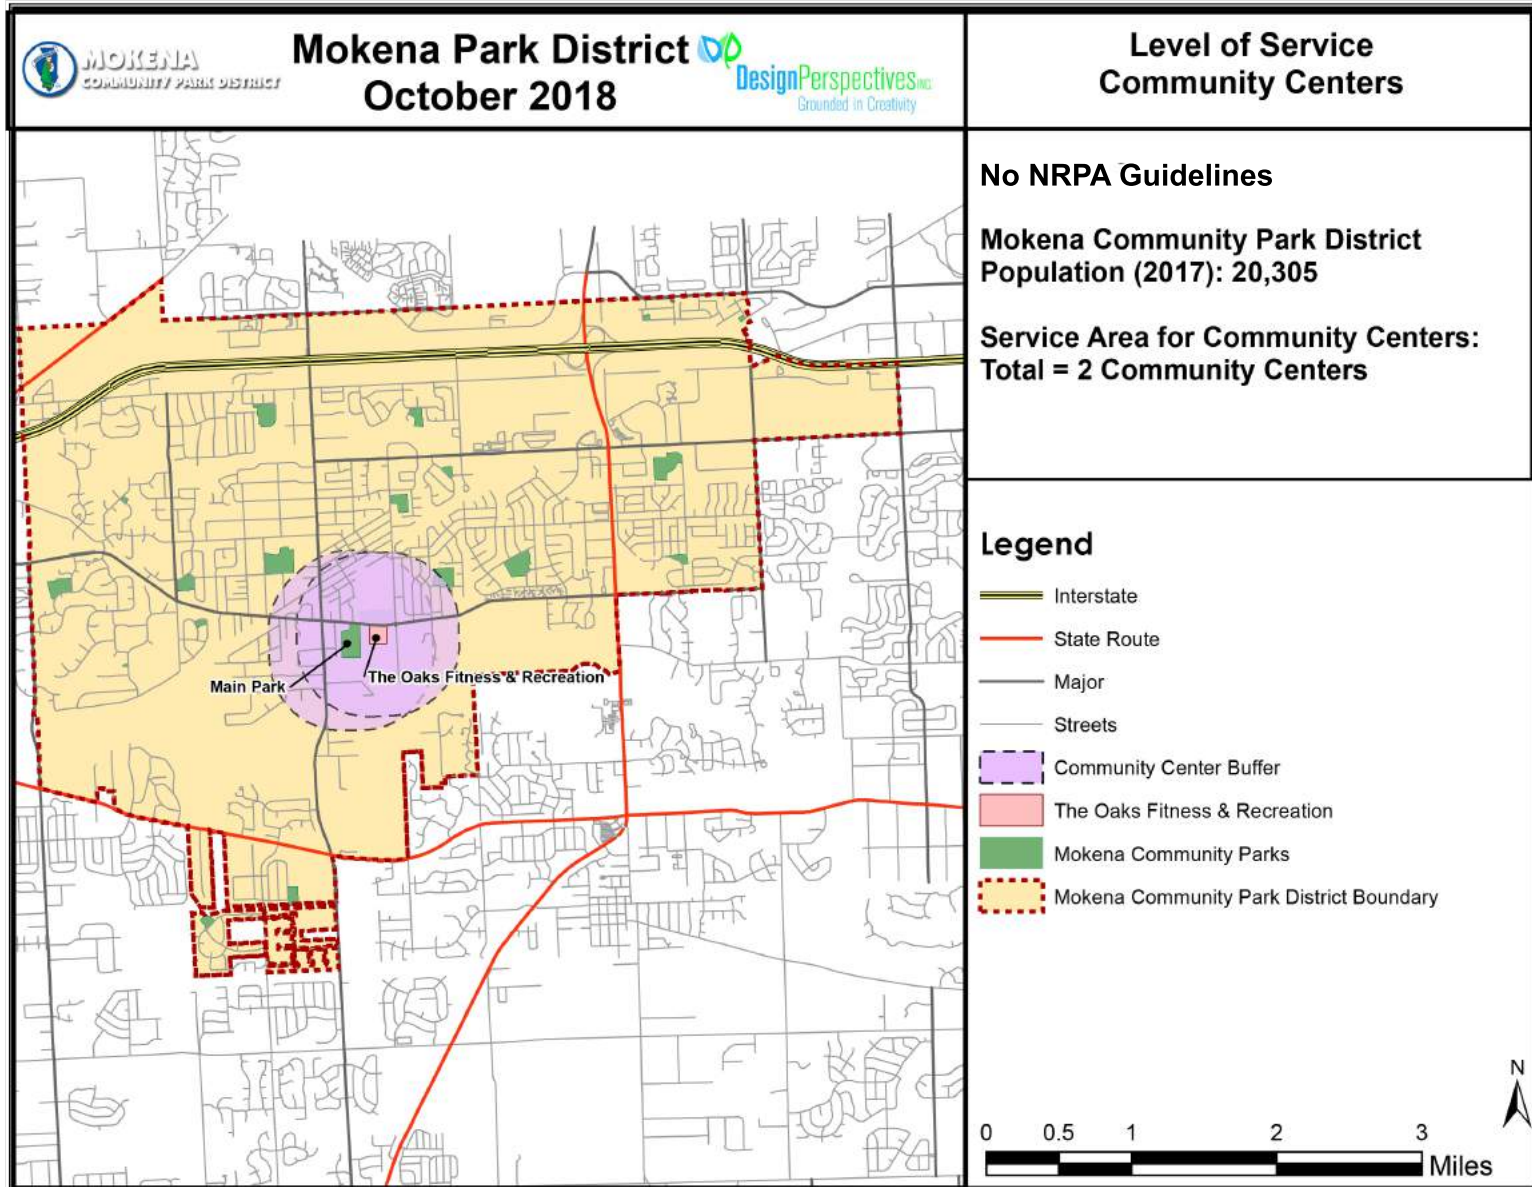 MOKENA
COMMUNITY PARK DISTRICT
Mokena Park District
October 2018
DesignPerspectives INC
Grounded in Creativity
Level of Service
Community Centers
No NRPA Guidelines
Mokena Community Park District
Population (2017): 20,305
Service Area for Community Centers:
Total = 2 Community Centers
Main Park
The Oaks Fitness & Recreation
Legend
Interstate
State Route
Major
Streets
Community Center Buffer
The Oaks Fitness & Recreation
Mokena Community Parks
Mokena Community Park District Boundary
N
0 0.5 1 2 3
Miles